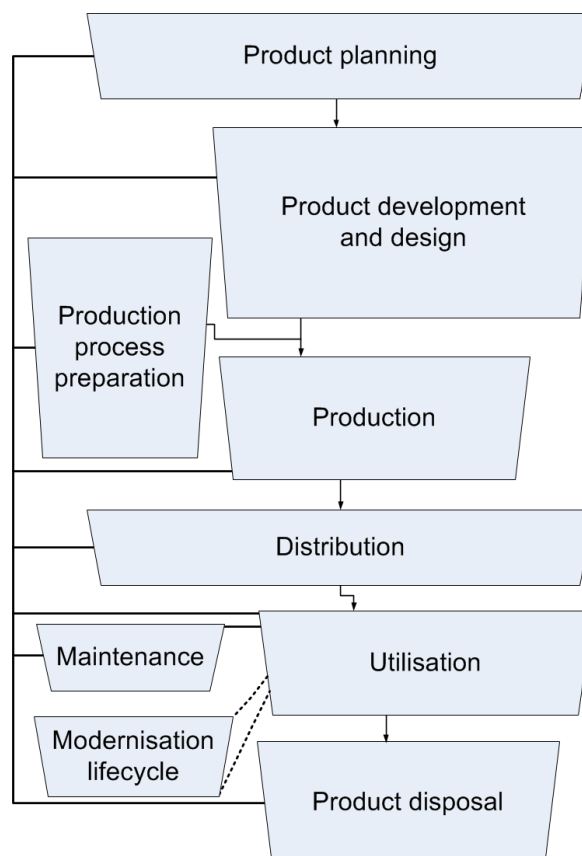 Product planning
Product development
and design
Production
process
preparation
Production
Distribution
Maintenance
Utilisation
Modernisation
lifecycle
Product disposal